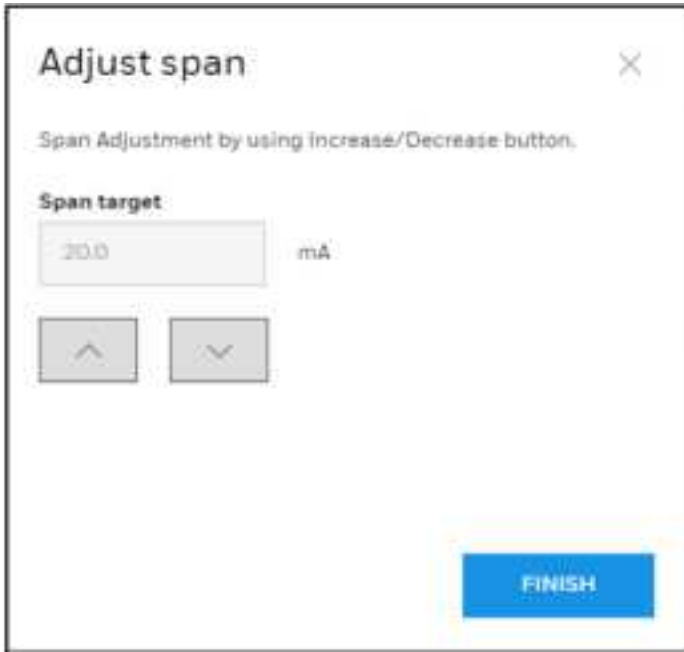 Adjust span
Span Adjustment by using Increase/Decrease button.
Span target
20.0 mA
FINISH